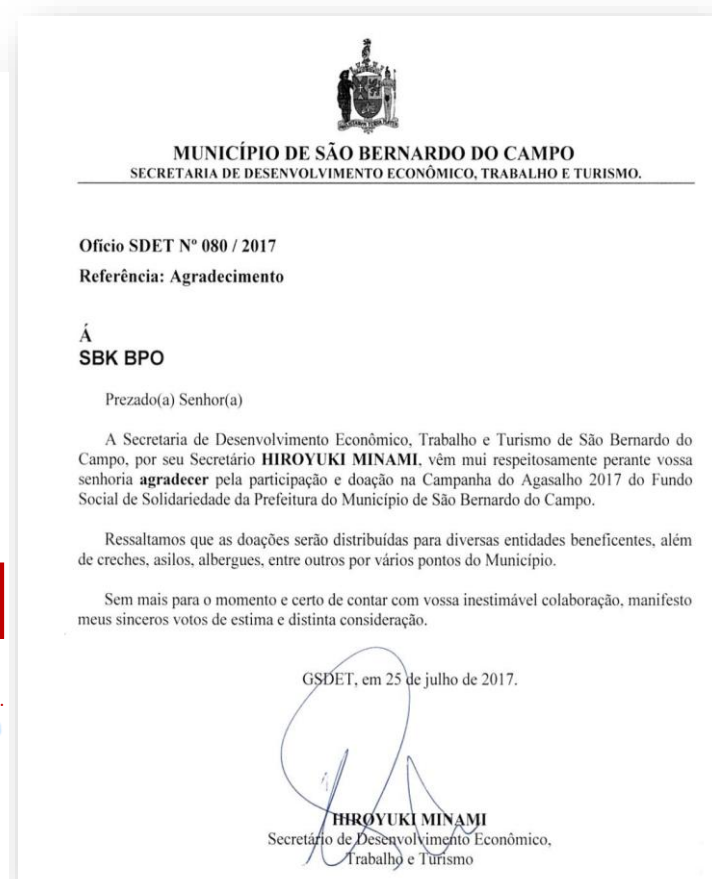 MUNICÍPIO DE SÃO BERNARDO DO CAMPO
SECRETARIA DE DESENVOLVIMENTO ECONÔMICO, TRABALHO E TURISMO.
Ofício SDET Nº 080 / 2017
Referência: Agradecimento
Á
SBK BPO
Prezado(a) Senhor(a)
A Secretaria de Desenvolvimento Econômico, Trabalho e Turismo de São Bernardo do
Campo, por seu Secretário HIROYUKI MINAMI, vêm mui respeitosamente perante vossa
senhoria agradecer pela participação e doação na Campanha do Agasalho 2017 do Fundo
Social de Solidariedade da Prefeitura do Município de São Bernardo do Campo.
Ressaltamos que as doações serão distribuídas para diversas entidades beneficentes, além
de creches, asilos, albergues, entre outros por vários pontos do Município.
Sem mais para o momento e certo de contar com vossa inestimável colaboração, manifesto
meus sinceros votos de estima e distinta consideração.
GSDET, em 25 de julho de 2017.
HIROYUKI MINAMI
Secretário de Desenvolvimento Econômico,
Trabalho e Turismo